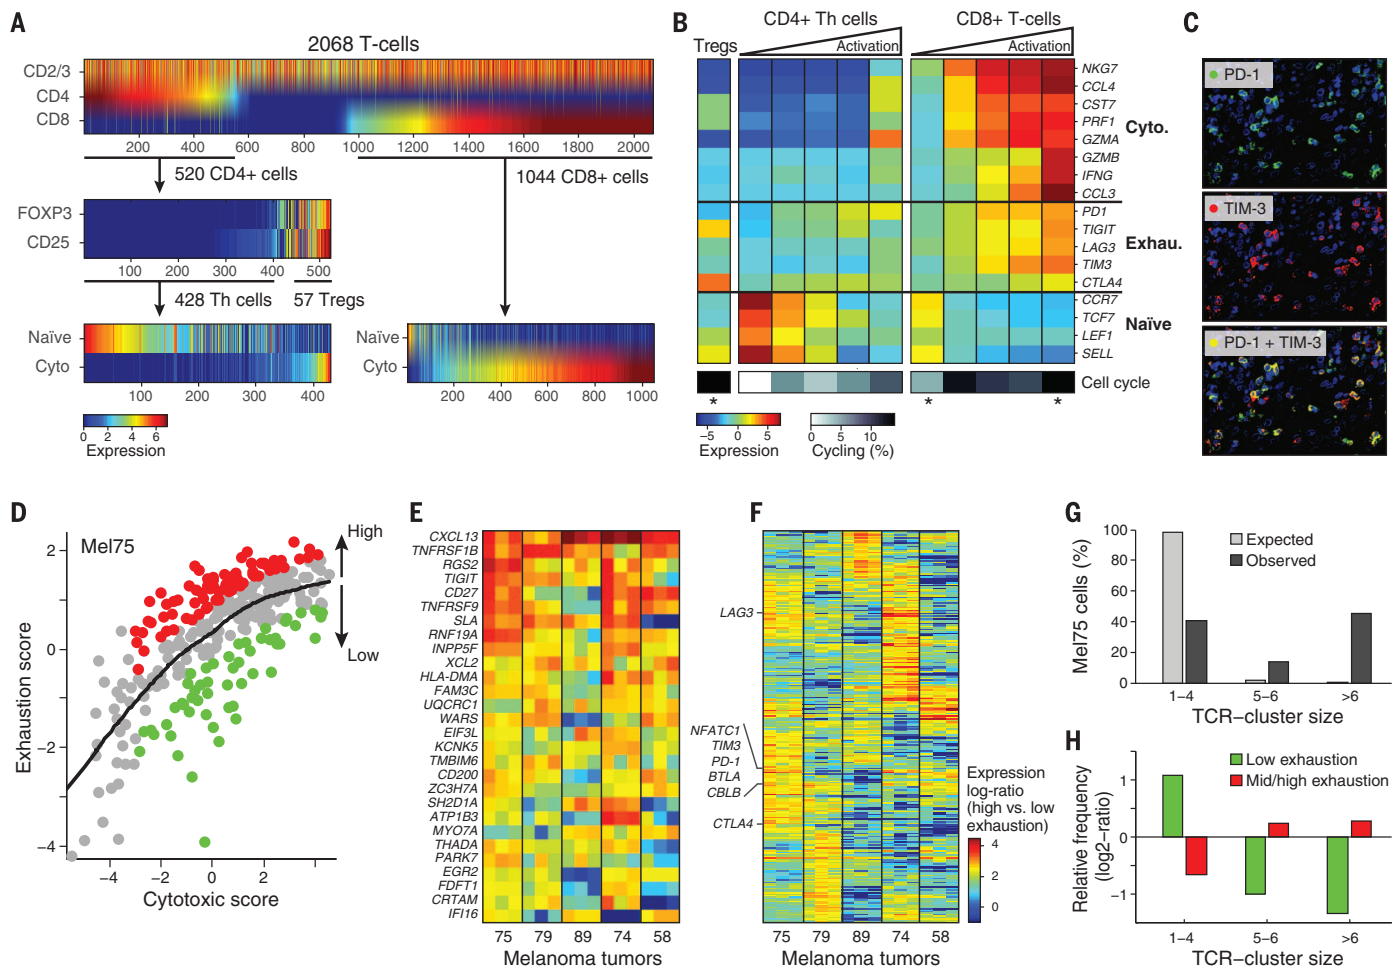 A
2068 T-cells
CD2/3
CD4
CD8
200 400 600 800 1000 1200 1400 1600 1800 2000
520 CD4+ cells
1044 CD8+ cells
FOXP3
CD25
100 200 300 400 500
428 Th cells
57 Tregs
Naïve
Cyto
100 200 300 400
Naïve
Cyto
200 400 600 800 1000
0 2 4 6
Expression
B
CD4+ Th cells
CD8+ T-cells
Tregs
Activation
Activation
NKG7
CCL4
CST7
PRF1
GZMA
GZMB
IFNG
CCL3
Cyto.
PD1
TIGIT
LAG3
TIM3
CTLA4
Exhau.
CCR7
TCF7
LEF1
SELL
Naïve
Cell cycle
* * *
−5 0 5
Expression
0 5 10
Cycling (%)
C
PD-1
TIM-3
PD-1 + TIM-3
D
Mel75
High
Low
2
0
−2
−4
Exhaustion score
−4 −2 0 2
Cytotoxic score
E
CXCL13
TNFRSF1B
RGS2
TIGIT
CD27
TNFRSF9
SLA
RNF19A
INPP5F
XCL2
HLA-DMA
FAM3C
UQCRC1
WARS
EIF3L
KCNK5
TMBIM6
CD200
ZC3H7A
SH2D1A
ATP1B3
MYO7A
THADA
PARK7
EGR2
FDFT1
CRTAM
IFI16
75 79 89 74 58
Melanoma tumors
F
LAG3
NFATC1
TIM3
PD-1
BTLA
CBLB
CTLA4
75 79 89 74 58
Melanoma tumors
Expression
log-ratio
(high vs. low
exhaustion)
4
2
0
G
Expected
Observed
100
80
60
40
20
0
Mel75 cells (%)
1−4 5−6 >6
TCR−cluster size
H
Low exhaustion
Mid/high exhaustion
1
0
−1
Relative frequency
(log2−ratio)
1−4 5−6 >6
TCR−cluster size